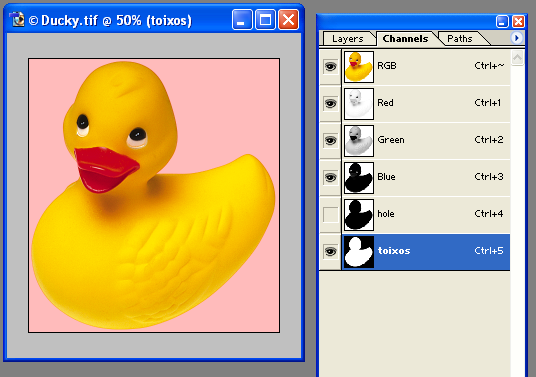 © Ducky.tif @ 50% (toixos)
Layers Channels Paths
RGB Ctrl+~
Red Ctrl+1
Green Ctrl+2
Blue Ctrl+3
hole Ctrl+4
toixos Ctrl+5